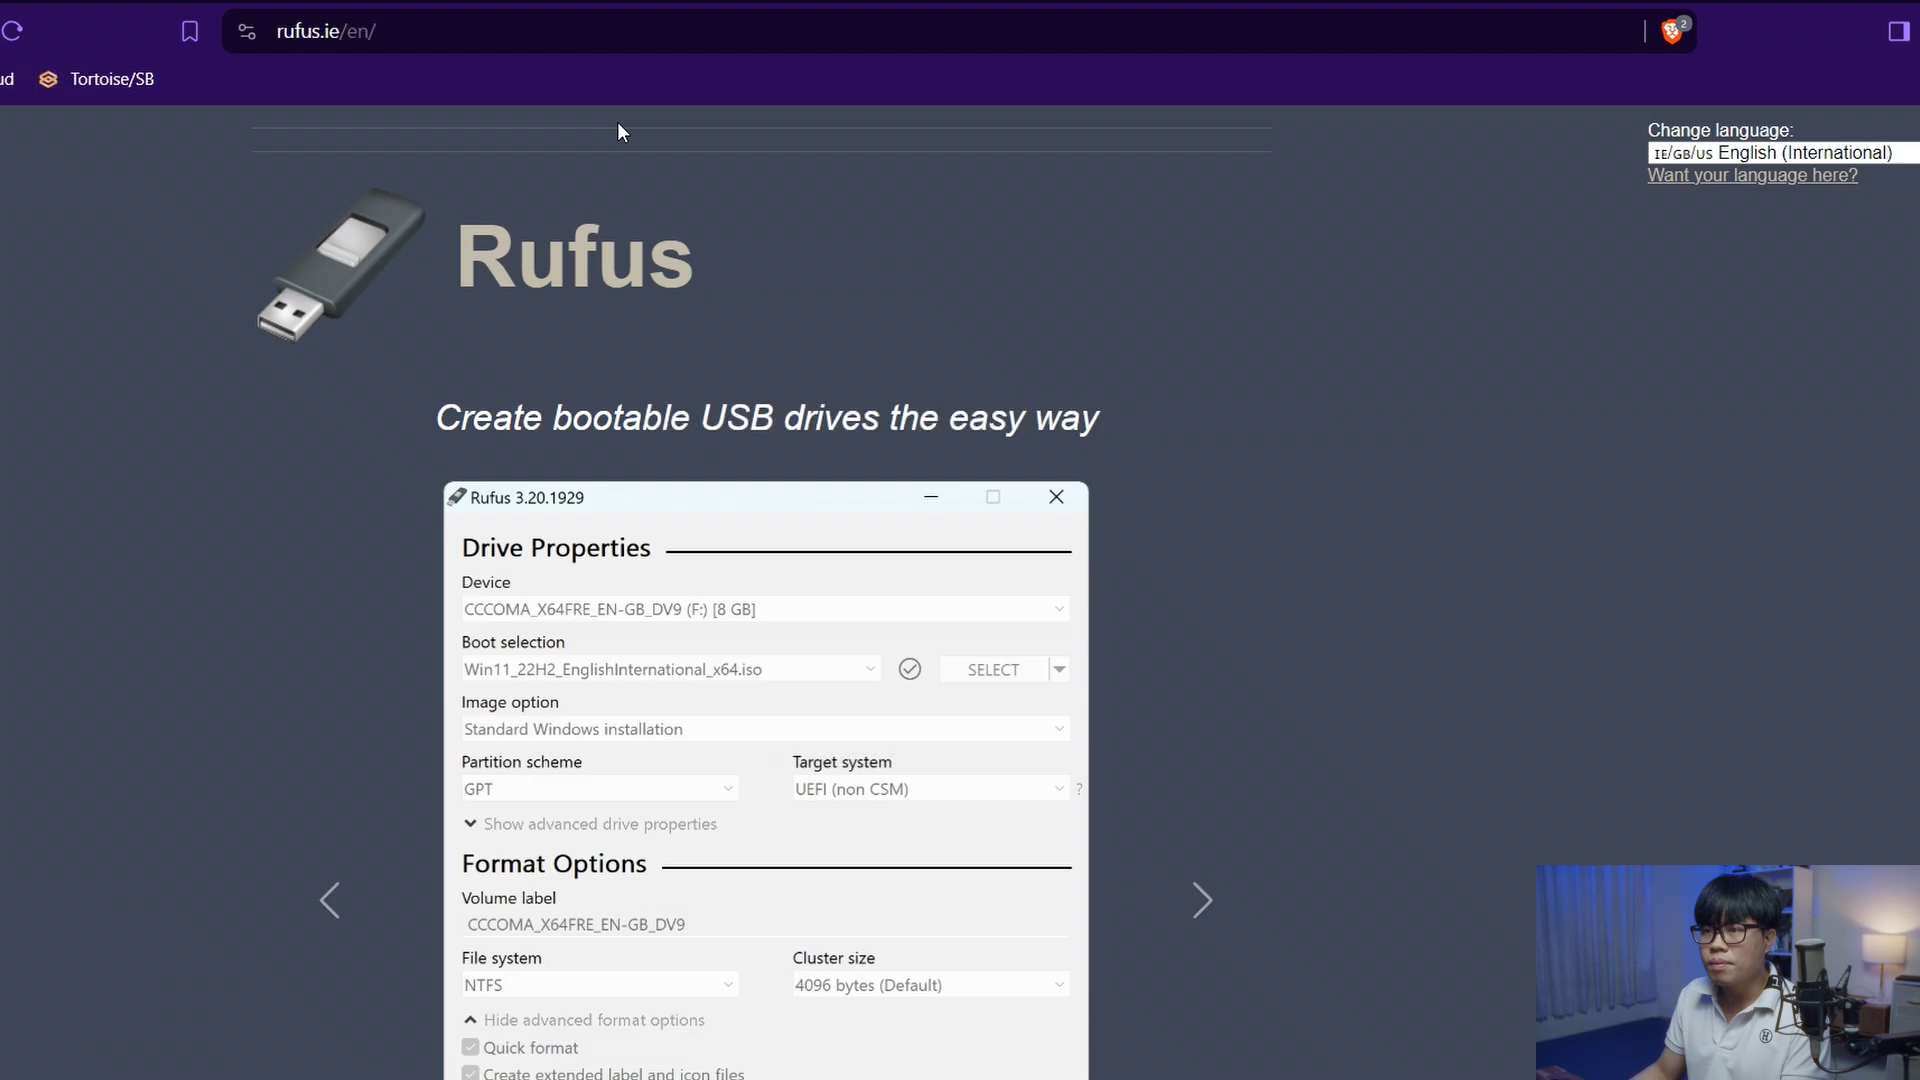 rufus.ie/en/
2
ud
Tortoise/SB
Change language:
IE/GB/US English (International)
Want your language here?
Rufus
Create bootable USB drives the easy way
Rufus 3.20.1929
Drive Properties
Device
CCCOMA_X64FRE_EN-GB_DV9 (F:) [8 GB]
Boot selection
Win11_22H2_EnglishInternational_x64.iso
SELECT
Image option
Standard Windows installation
Partition scheme
Target system
GPT
UEFI (non CSM)
?
Show advanced drive properties
Format Options
Volume label
CCCOMA_X64FRE_EN-GB_DV9
File system
Cluster size
NTFS
4096 bytes (Default)
Hide advanced format options
Quick format
Create extended label and icon files